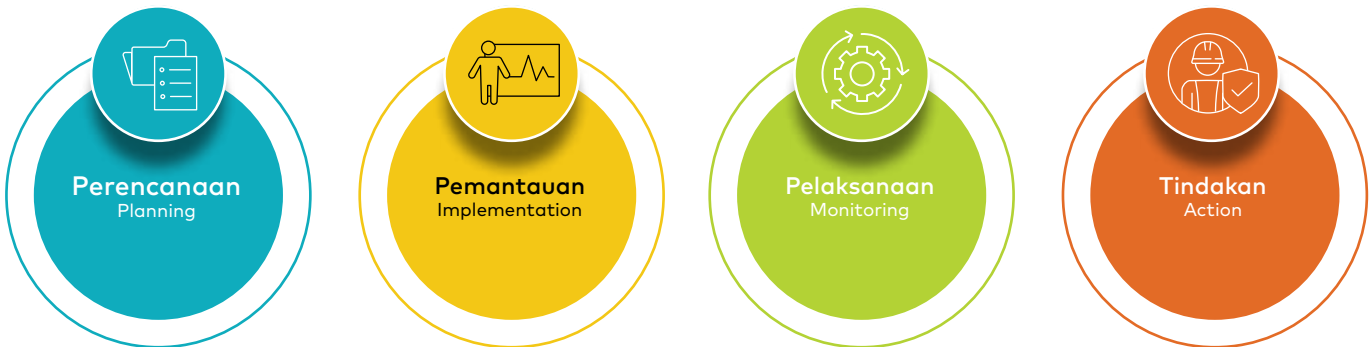 Perencanaan
Planning
Pemantauan
Implementation
Pelaksanaan
Monitoring
Tindakan
Action